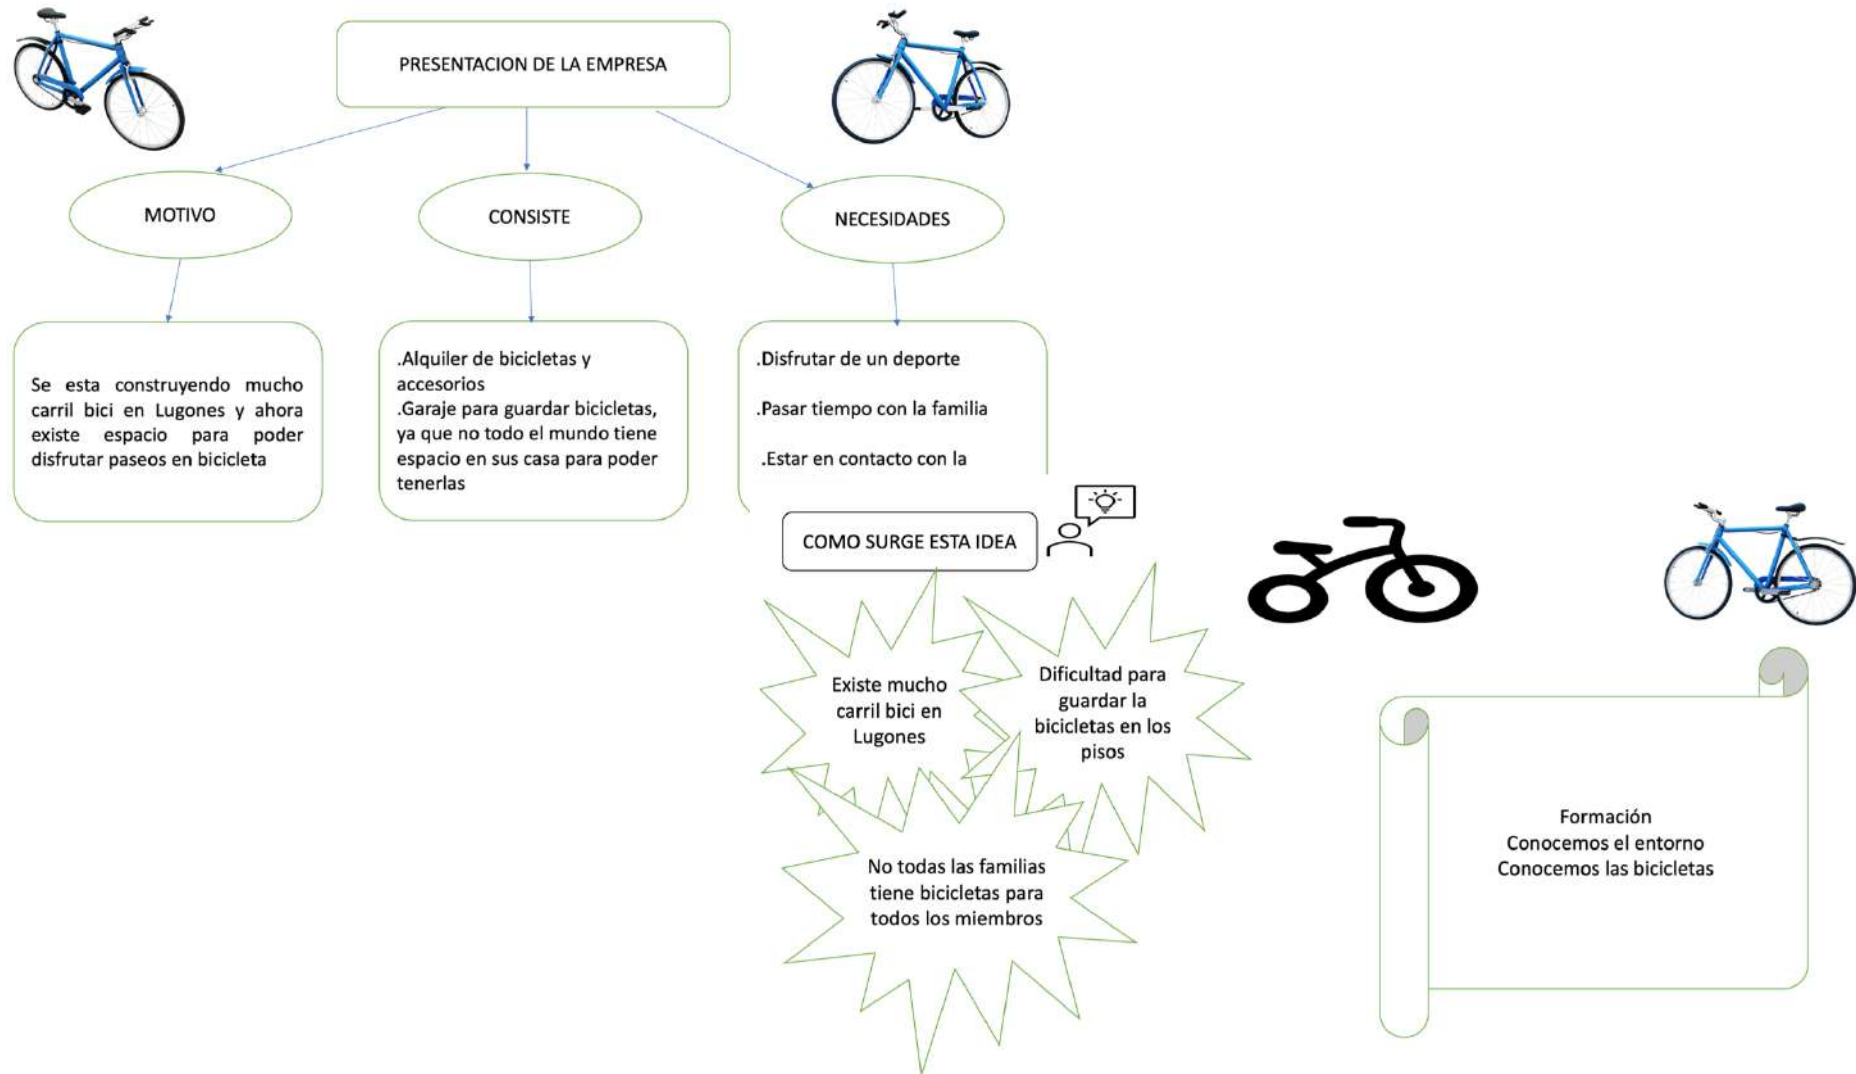 PRESENTACION DE LA EMPRESA
MOTIVO
CONSISTE
NECESIDADES
Se esta construyendo mucho
carril bici en Lugones y ahora
existe espacio para poder
disfrutar paseos en bicicleta
.Alquiler de bicicletas y
accesorios
.Garaje para guardar bicicletas,
ya que no todo el mundo tiene
espacio en sus casa para poder
tenerlas
.Disfrutar de un deporte
.Pasar tiempo con la familia
.Estar en contacto con la
COMO SURGE ESTA IDEA
Existe mucho
carril bici en
Lugones
Dificultad para
guardar la
bicicletas en los
pisos
No todas las familias
tiene bicicletas para
todos los miembros
Formación
Conocemos el entorno
Conocemos las bicicletas